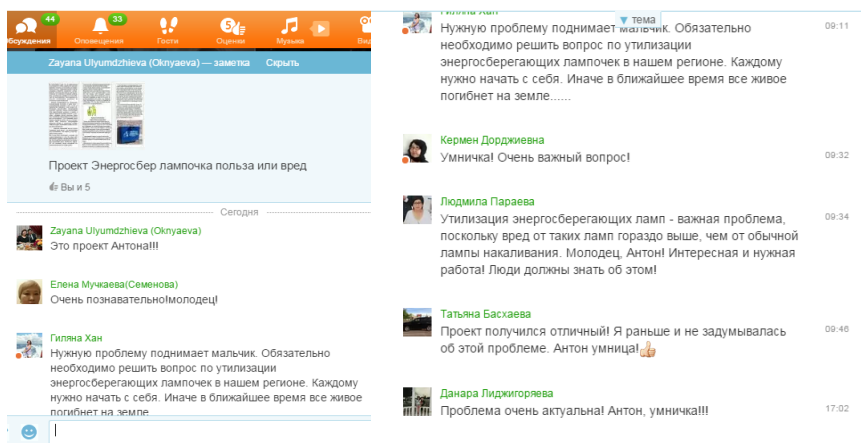 44
33
5
Обсуждения
Оповещения
Гости
Оценки
Музыка
Вид
Zayana Ulyumdzhieva (Oknyaeva) — заметка Скрыть
Проект Энергосбер лампочка польза или вред
Вы и 5
Сегодня
Zayana Ulyumdzhieva (Oknyaeva)
Это проект Антона!!!
Елена Мучкаева(Семенова)
Очень познавательно!молодец!
Гиляна Хан
Нужную проблему поднимает мальчик. Обязательно
необходимо решить вопрос по утилизации
энергосберегающих лампочек в нашем регионе. Каждому
нужно начать с себя. Иначе в ближайшее время все живое
погибнет на земле
Гиляна Хан
▼ тема
Нужную проблему поднимает мальчик. Обязательно 09:11
необходимо решить вопрос по утилизации
энергосберегающих лампочек в нашем регионе. Каждому
нужно начать с себя. Иначе в ближайшее время все живое
погибнет на земле......
Кермен Дорджиевна
Умничка! Очень важный вопрос! 09:32
Людмила Параева
Утилизация энергосберегающих ламп - важная проблема, 09:34
поскольку вред от таких ламп гораздо выше, чем от обычной
лампы накаливания. Молодец, Антон! Интересная и нужная
работа! Люди должны знать об этом!
Татьяна Басхаева
Проект получился отличный! Я раньше и не задумывалась 09:46
об этой проблеме. Антон умница!
Данара Лиджигоряева
Проблема очень актуальна! Антон, умничка!!! 17:02